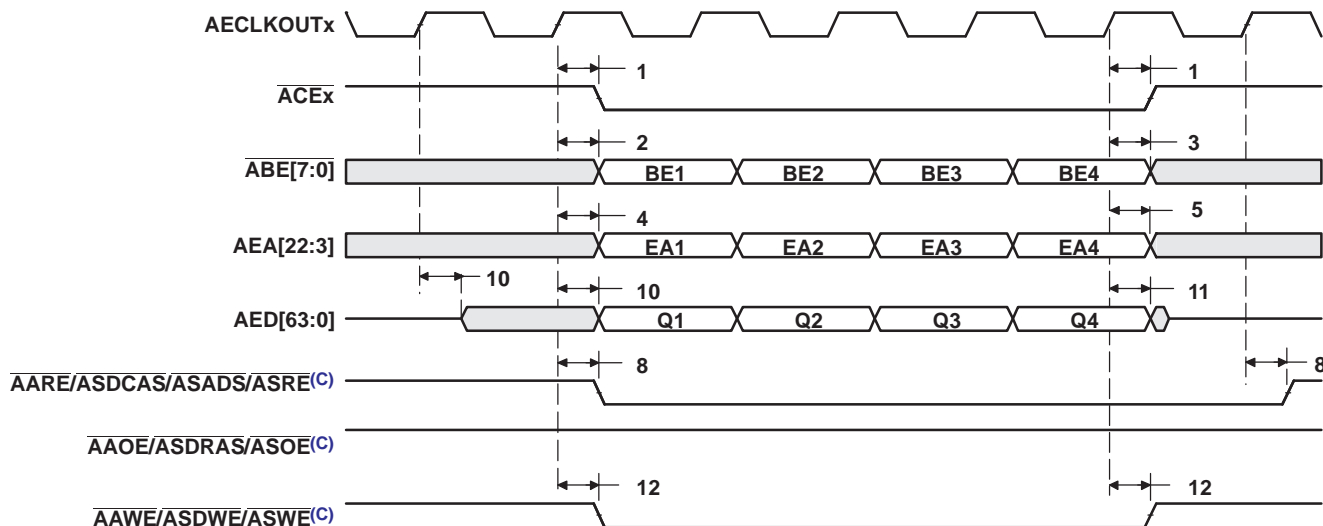 AECLKOUTx
1 1
ACEx
2 3
ABE[7:0] BE1 BE2 BE3 BE4
4 5
AEA[22:3] EA1 EA2 EA3 EA4
10 10 11
AED[63:0] Q1 Q2 Q3 Q4
8 8
AARE/ASDCAS/ASADS/ASRE(C)
AAOE/ASDRAS/ASOE(C)
12 12
AAWE/ASDWE/ASWE(C)